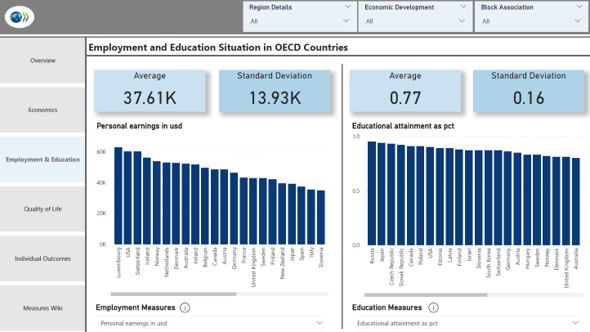 Region Details
Economic Development
Block Association
All
All
All
Overview
Economics
Employment & Education
Quality of Life
Individual Outcomes
Measures Wiki
Employment and Education Situation in OECD Countries
Average
37.61K
Standard Deviation
13.93K
Personal earnings in usd
60K
40K
20K
0K
Luxembourg
USA
Switzerland
Iceland
Norway
Netherlands
Denmark
Australia
Ireland
Belgium
Canada
Austria
Germany
France
United Kingdom
Sweden
Finland
New Zealand
Japan
Spain
Italy
Slovenia
Employment Measures
Personal earnings in usd
Average
0.77
Standard Deviation
0.16
Educational attainment as pct
1.0
0.5
0.0
Russia
Japan
Czech Republic
Slovak Republic
Canada
Poland
USA
Estonia
Latvia
Finland
Israel
Slovenia
South Korea
Switzerland
Germany
Austria
Hungary
Sweden
Norway
Denmark
United Kingdom
Australia
Education Measures
Educational attainment as pct